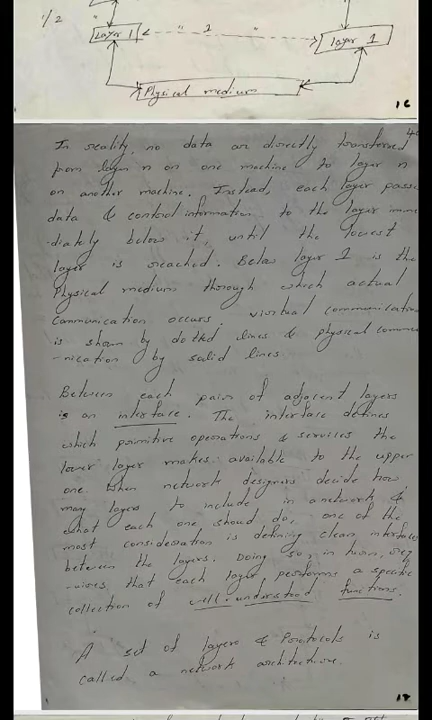 1/2
Layer 1
" 1 "
Layer 1
Physical medium
16
In reality, no data are directly transferred
from layer n on one machine to layer n
on another machine. Instead, each layer pass
data & control information to the layer imme
-diately below it, until the lowest
layer is reached. Below layer 1 is the
Physical medium through which actual
Communication occurs. virtual communication
is shown by dotted lines & physical commu
-nication by solid lines.
Between each pair of adjacent layers
is an interface. The interface defines
which primitive operations & services the
lower layer makes available to the upper
one. When network designers decide how
many layers to include in a network &
what each one should do, one of the
most consideration is defining clean interfaces
between the layers. Doing so, in turn, req
-uires that each layer performs a specific
collection of well-understood functions.
A set of layers & Protocols is
called a network architecture.
17